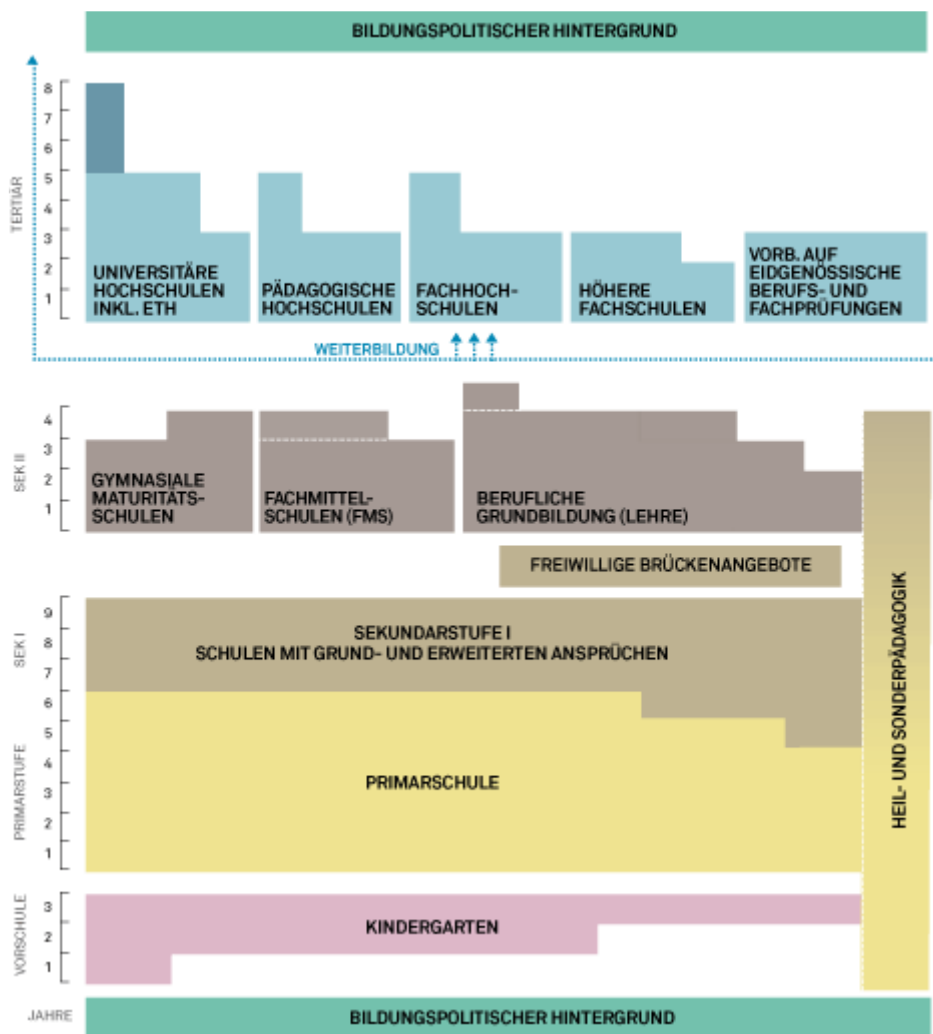 BILDUNGSPOLITISCHER HINTERGRUND
TERTIÄR
8
7
6
5
4
3
2
1
UNIVERSITÄRE
HOCHSCHULEN
INKL. ETH
PÄDAGOGISCHE
HOCHSCHULEN
FACHHOCH-
SCHULEN
HÖHERE
FACHSCHULEN
VORB. AUF
EIDGENÖSSISCHE
BERUFS- UND
FACHPRÜFUNGEN
WEITERBILDUNG
SEK II
4
3
2
1
GYMNASIALE
MATURITÄTS-
SCHULEN
FACHMITTEL-
SCHULEN (FMS)
BERUFLICHE
GRUNDBILDUNG (LEHRE)
FREIWILLIGE BRÜCKENANGEBOTE
HEIL- UND SONDERPÄDAGOGIK
SEK I
9
8
7
SEKUNDARSTUFE I
SCHULEN MIT GRUND- UND ERWEITERTEN ANSPRÜCHEN
PRIMARSTUFE
6
5
4
3
2
1
PRIMARSCHULE
VORSCHULE
3
2
1
KINDERGARTEN
JAHRE
BILDUNGSPOLITISCHER HINTERGRUND